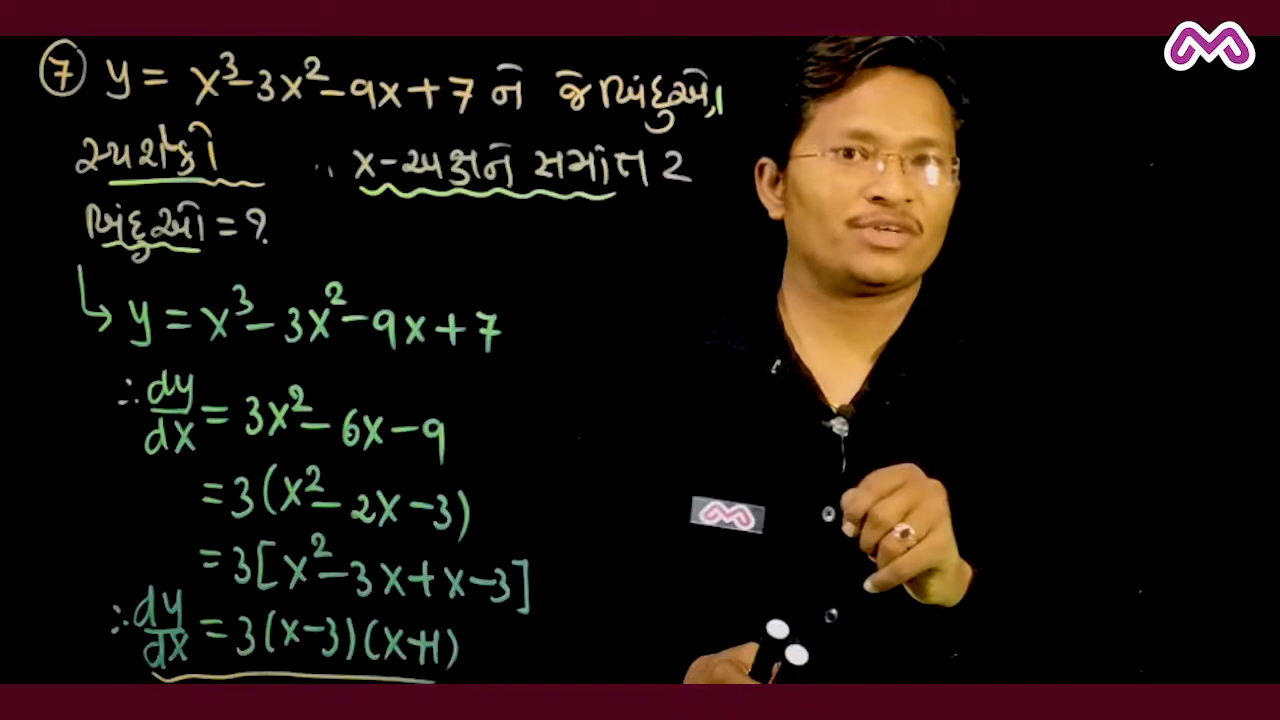 ⑦ y = x³-3x²-9x+7 ને જે બિંદુએ,
સ્પર્શકો x-અક્ષને સમાંતર
બિંદુઓ = ?
↳ y = x³-3x²-9x+7
∴ dy/dx = 3x²-6x-9
= 3(x²-2x-3)
= 3[x²-3x+x-3]
∴ dy/dx = 3(x-3)(x+1)